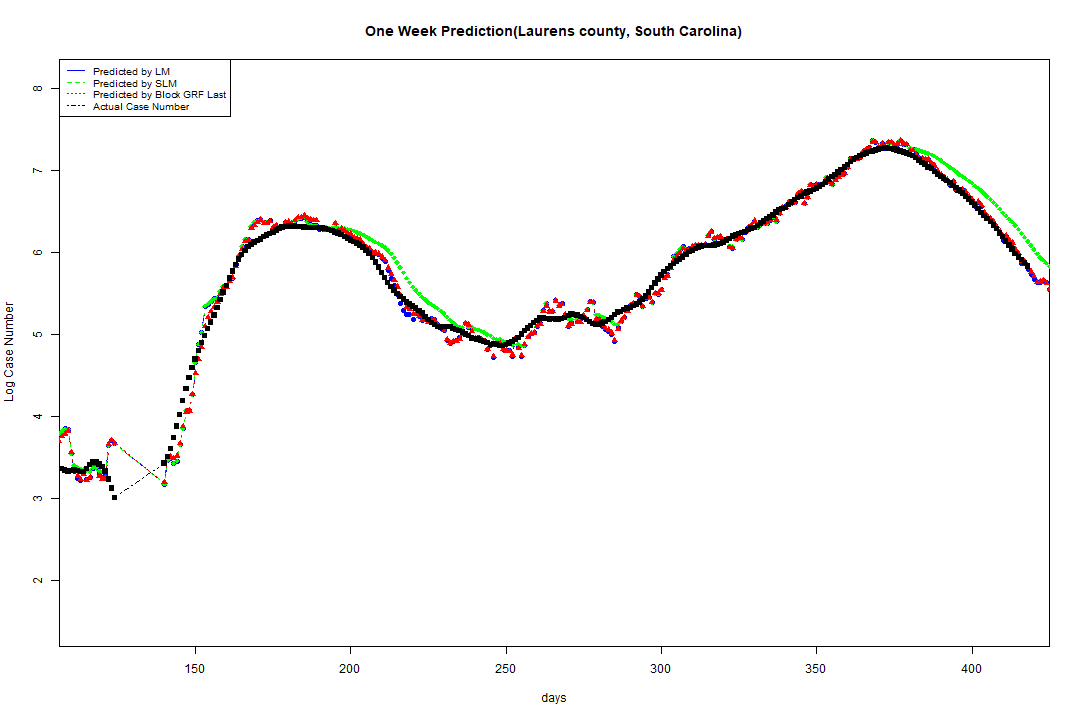 One Week Prediction(Laurens county, South Carolina)
Predicted by LM
Predicted by SLM
Predicted by Block GRF Last
Actual Case Number
8
7
6
5
4
3
2
Log Case Number
150 200 250 300 350 400
days